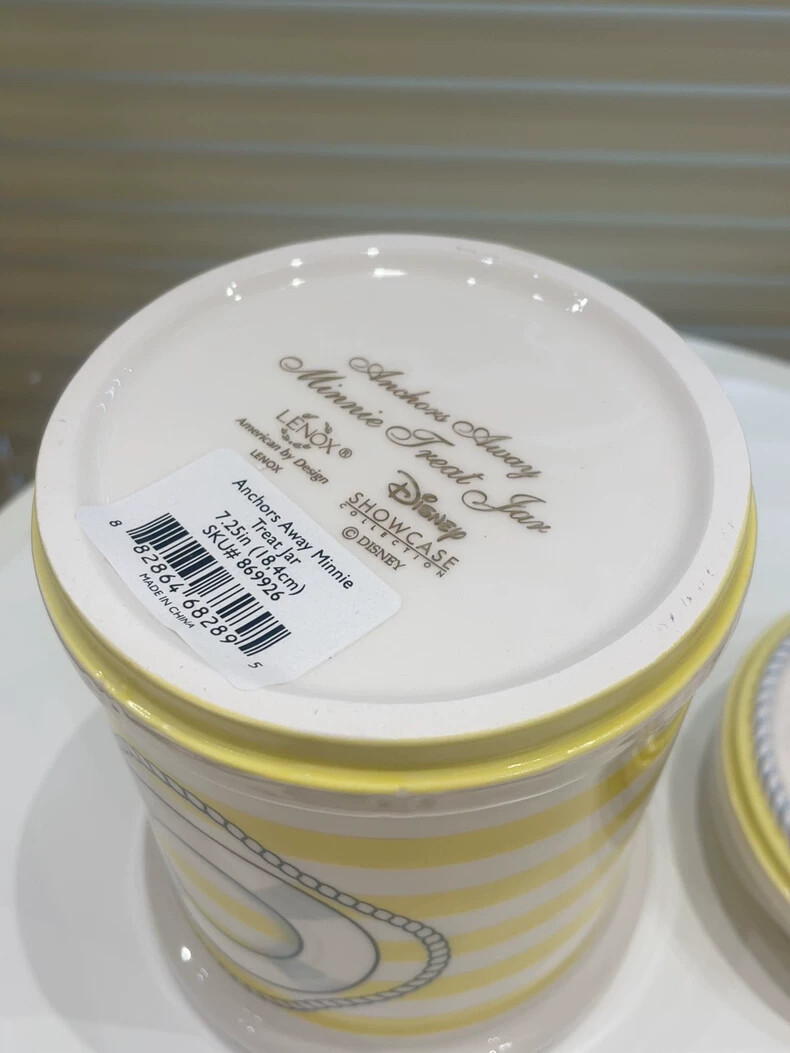 Anchors Away
Minnie Treat Jar
LENOX®
American by Design
LENOX
Disney
SHOWCASE
COLLECTION
© DISNEY
Anchors Away Minnie
Treat Jar
7.25in (18.4cm)
SKU# 869926
8 82864 68289 5
MADE IN CHINA